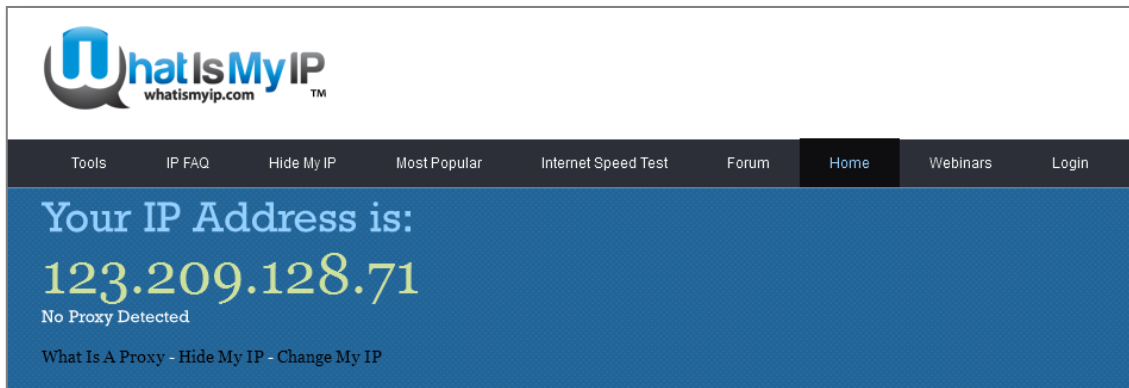 WhatIsMyIP
whatismyip.com TM
Tools IP FAQ Hide My IP Most Popular Internet Speed Test Forum Home Webinars Login
Your IP Address is:
123.209.128.71
No Proxy Detected
What Is A Proxy - Hide My IP - Change My IP